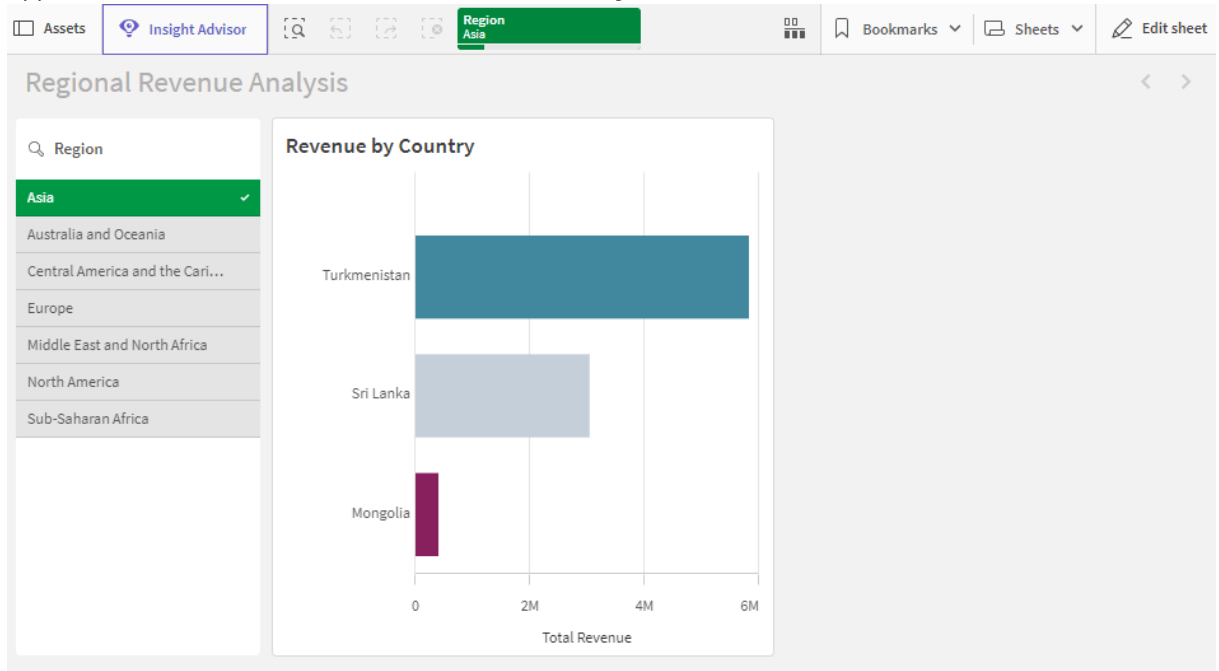 Assets
Insight Advisor
Region
Asia
Bookmarks
Sheets
Edit sheet
Regional Revenue Analysis
Region
Asia
Australia and Oceania
Central America and the Cari...
Europe
Middle East and North Africa
North America
Sub-Saharan Africa
Revenue by Country
Turkmenistan
Sri Lanka
Mongolia
0 2M 4M 6M
Total Revenue